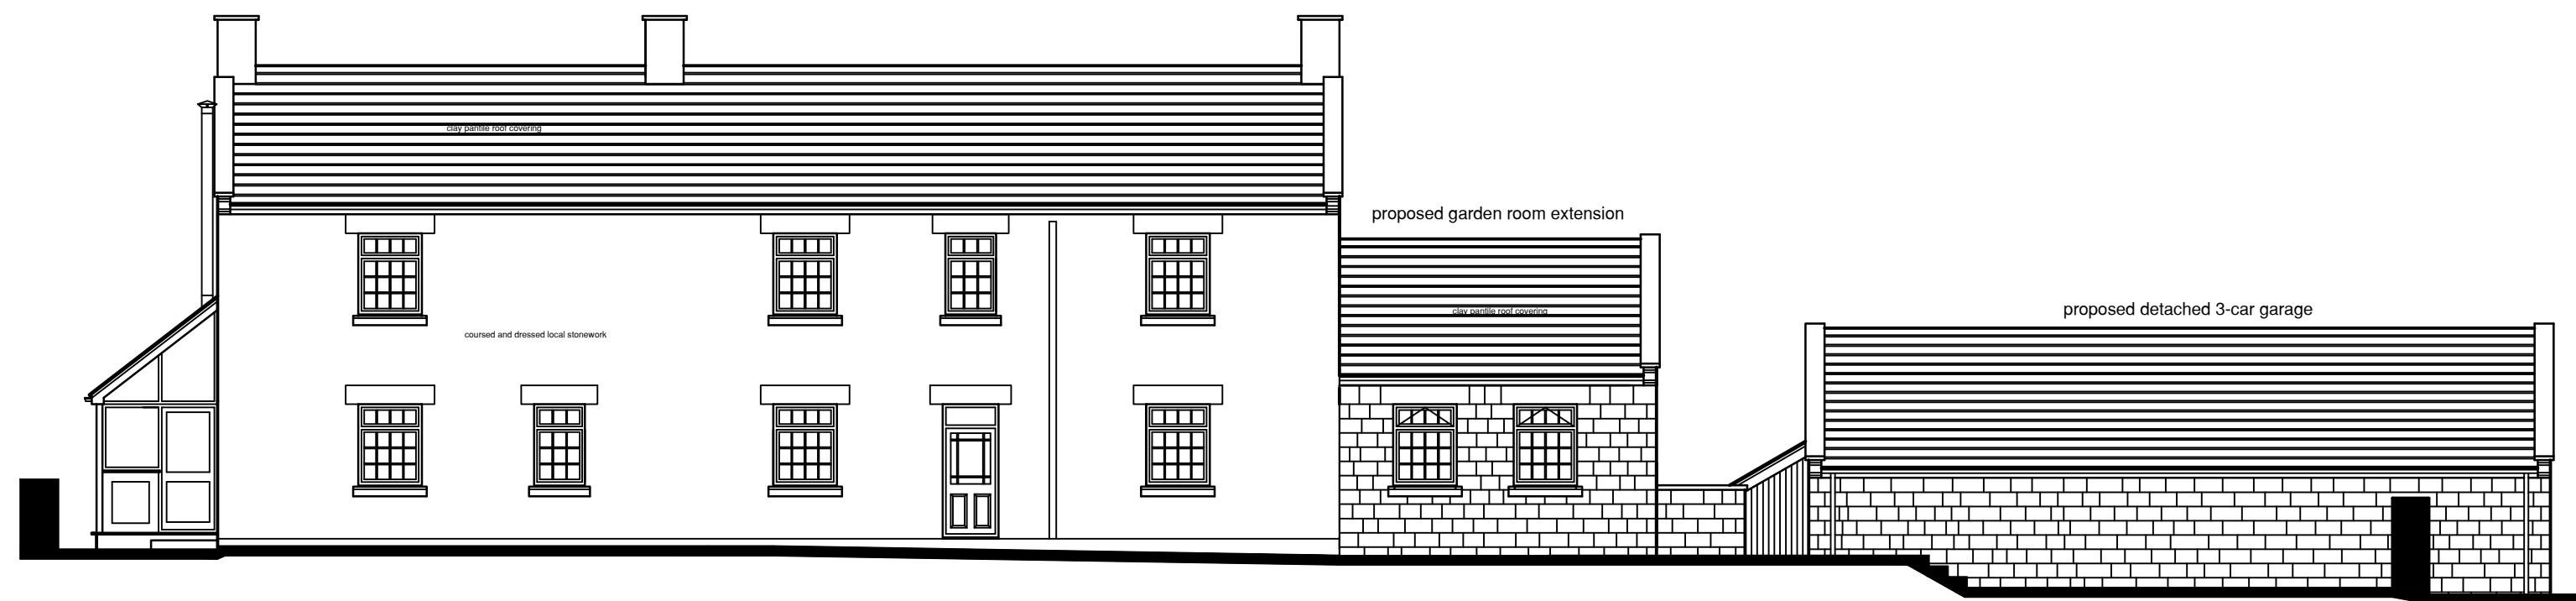 clay pantile roof covering
proposed garden room extension
clay pantile roof covering
proposed detached 3-car garage
coursed and dressed local stonework